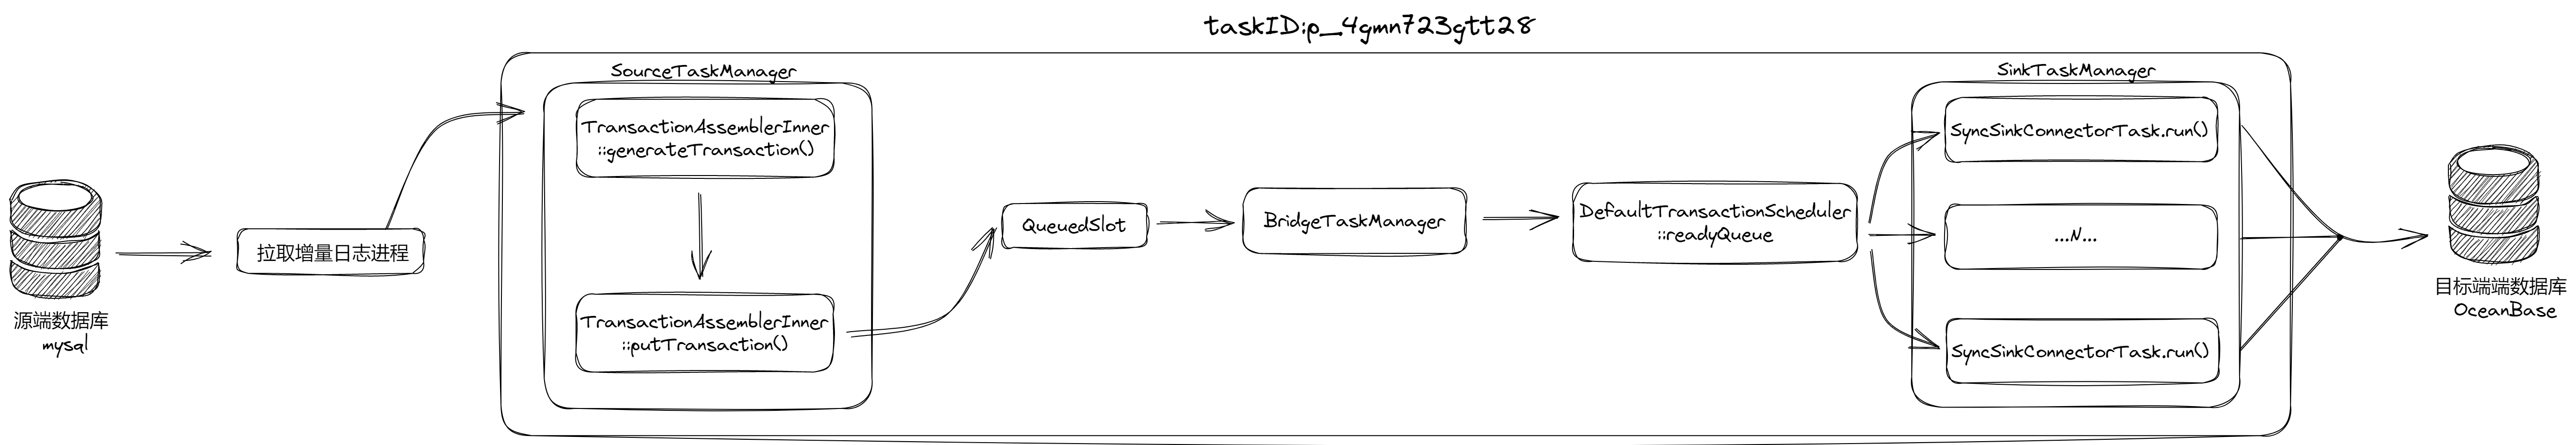 taskID:p_4gmn723gtt28
源端数据库
mysql
拉取增量日志进程
SourceTaskManager
TransactionAssemblerInner
::generateTransaction()
TransactionAssemblerInner
::putTransaction()
QueuedSlot
BridgeTaskManager
DefaultTransactionScheduler
::readyQueue
SinkTaskManager
SyncSinkConnectorTask.run()
...N...
SyncSinkConnectorTask.run()
目标端端数据库
OceanBase